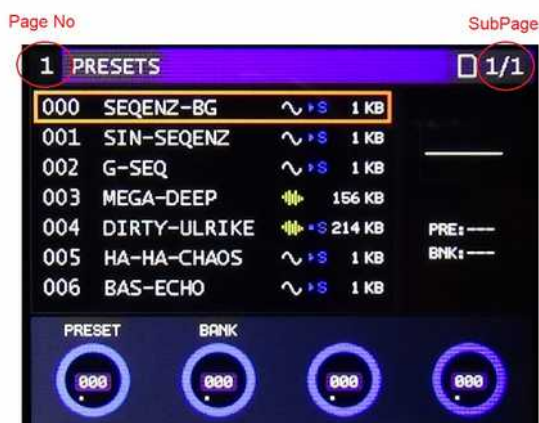 Page No
SubPage
1 PRESETS 1/1
000 SEQENZ-BG S 1 KB
001 SIN-SEQENZ S 1 KB
002 G-SEQ S 1 KB
003 MEGA-DEEP 156 KB
004 DIRTY-ULRIKE S 214 KB
005 HA-HA-CHAOS S 1 KB
006 BAS-ECHO S 1 KB
PRE:---
BNK:---
PRESET BANK
000 000 000 000